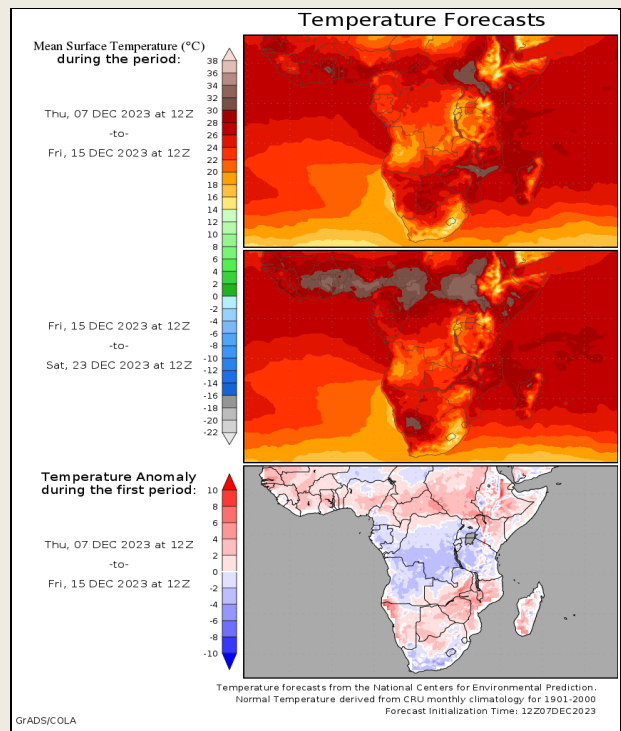 Temperature Forecasts
Mean Surface Temperature (°C)
during the period:
Thu, 07 DEC 2023 at 12Z
-to-
Fri, 15 DEC 2023 at 12Z
38
36
34
32
30
28
26
24
22
20
18
16
14
12
10
8
6
4
2
0
-2
-4
-6
-8
-10
-12
-14
-16
-18
-20
-22
Fri, 15 DEC 2023 at 12Z
-to-
Sat, 23 DEC 2023 at 12Z
Temperature Anomaly
during the first period:
Thu, 07 DEC 2023 at 12Z
-to-
Fri, 15 DEC 2023 at 12Z
10
8
6
4
2
0
-2
-4
-6
-8
-10
Temperature forecasts from the National Centers for Environmental Prediction.
Normal Temperature derived from CRU monthly climatology for 1901-2000
Forecast Initialization Time: 12Z07DEC2023
GrADS/COLA